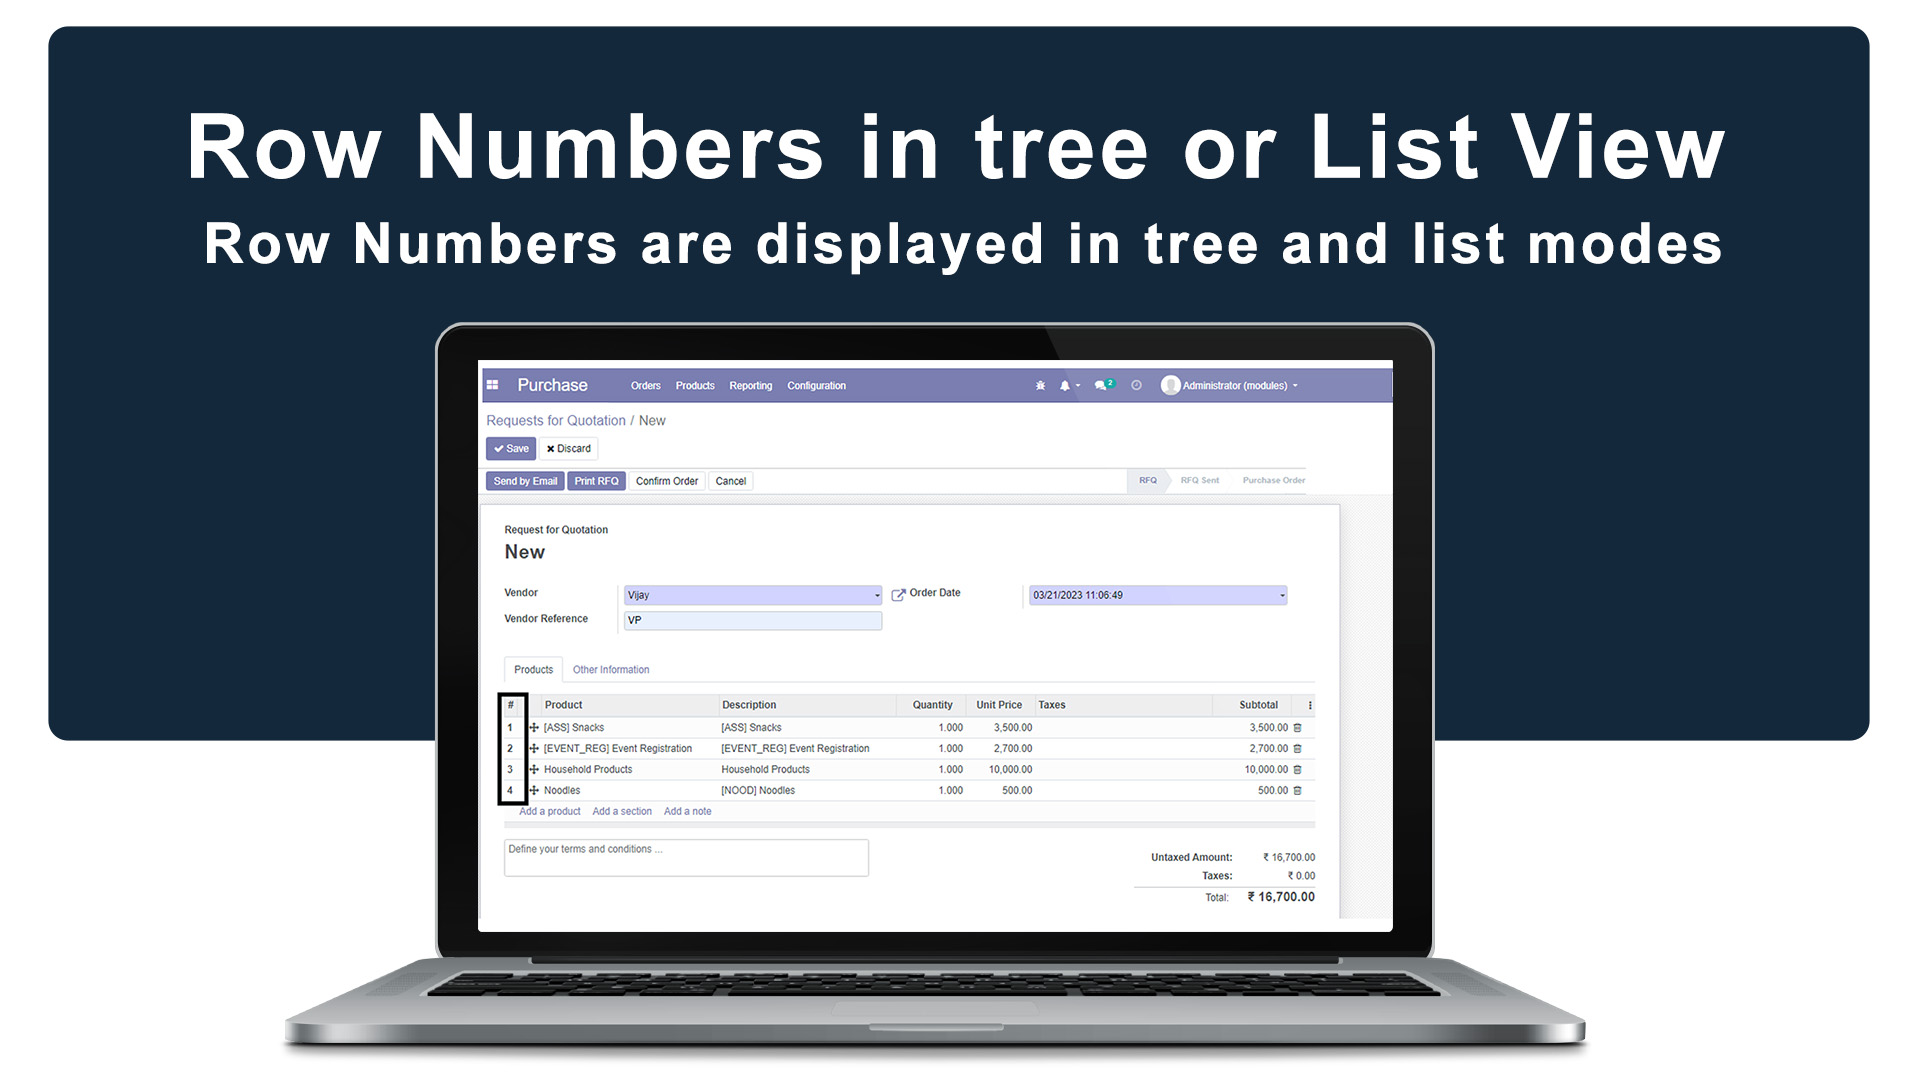 Row Numbers in tree or List View
Row Numbers are displayed in tree and list modes
Purchase Orders Products Reporting Configuration 2 Administrator (modules)
Requests for Quotation / New
Save Discard
Send by Email Print RFQ Confirm Order Cancel RFQ RFQ Sent Purchase Order
Request for Quotation
New
Vendor Vijay Order Date 03/21/2023 11:06:49
Vendor Reference VP
Products Other Information
# Product Description Quantity Unit Price Taxes Subtotal
1 [ASS] Snacks [ASS] Snacks 1.000 3,500.00 3,500.00
2 [EVENT_REG] Event Registration [EVENT_REG] Event Registration 1.000 2,700.00 2,700.00
3 Household Products Household Products 1.000 10,000.00 10,000.00
4 Noodles [NOOD] Noodles 1.000 500.00 500.00
Add a product Add a section Add a note
Define your terms and conditions ...
Untaxed Amount: ₹ 16,700.00
Taxes: ₹ 0.00
Total: ₹ 16,700.00